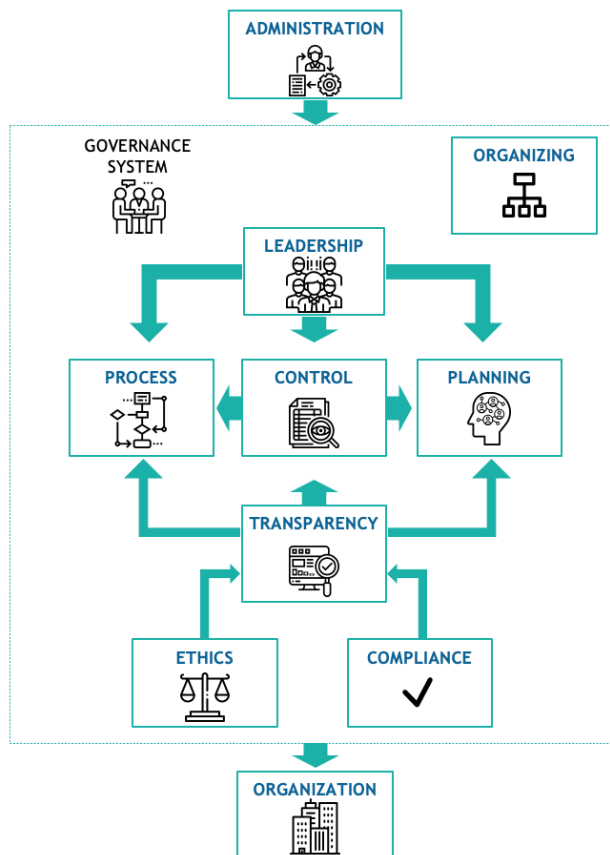 ADMINISTRATION
GOVERNANCE
SYSTEM
ORGANIZING
LEADERSHIP
PROCESS
CONTROL
PLANNING
TRANSPARENCY
ETHICS
COMPLIANCE
ORGANIZATION